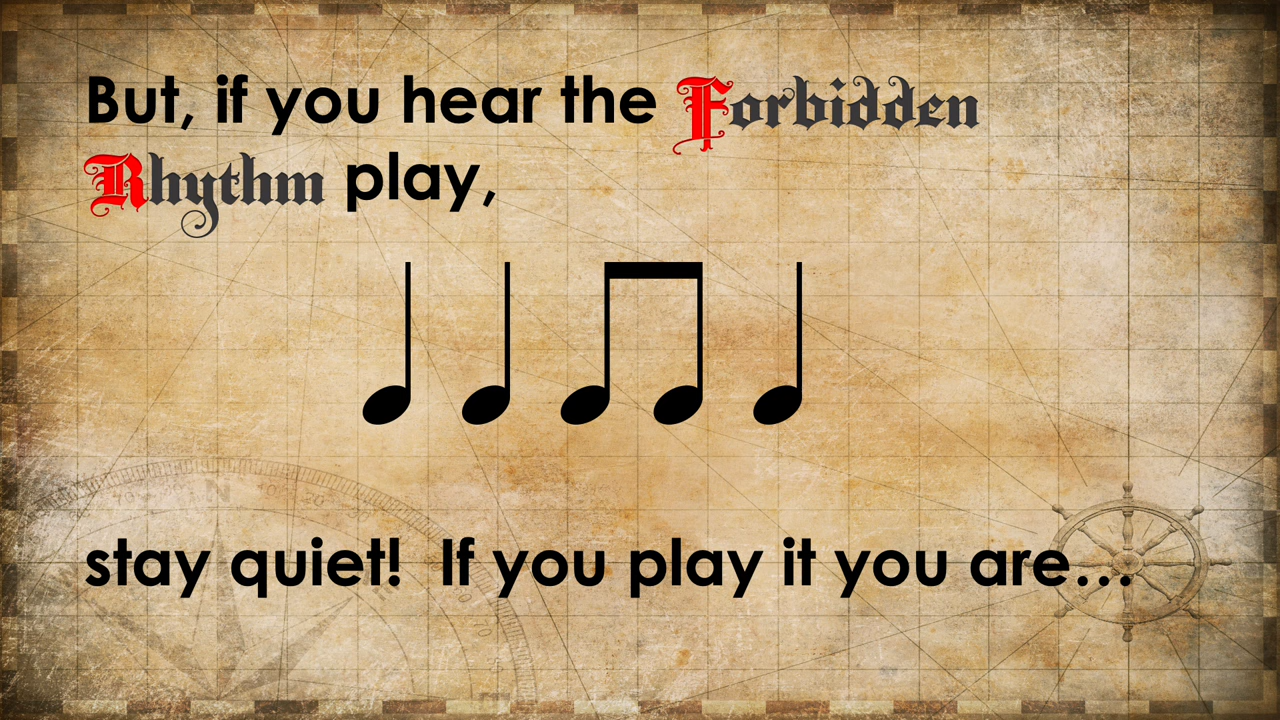 But, if you hear the Forbidden
Rhythm play,
stay quiet! If you play it you are...